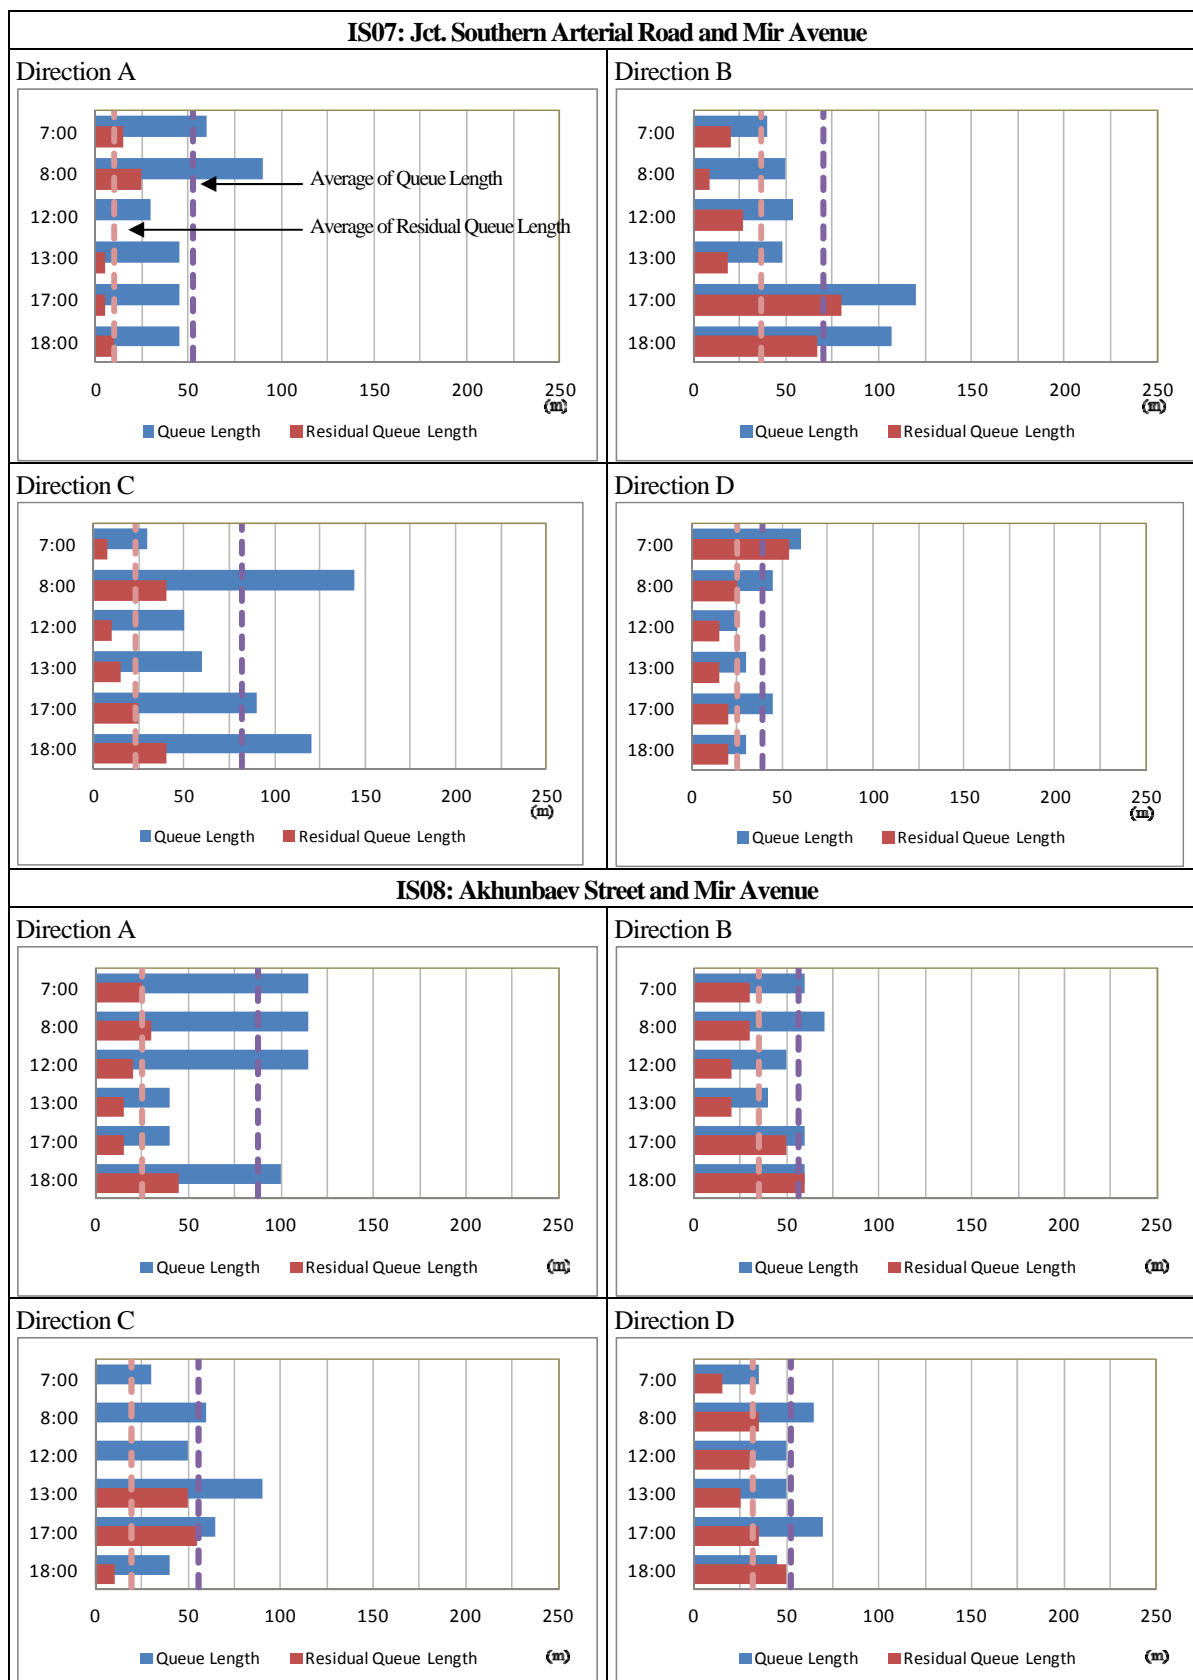 IS07: Jct. Southern Arterial Road and Mir Avenue
Direction A
7:00
8:00
12:00
13:00
17:00
18:00
Average of Queue Length
Average of Residual Queue Length
0 50 100 150 200 250
(m)
Queue Length Residual Queue Length
Direction B
7:00
8:00
12:00
13:00
17:00
18:00
0 50 100 150 200 250
(m)
Queue Length Residual Queue Length
Direction C
7:00
8:00
12:00
13:00
17:00
18:00
0 50 100 150 200 250
(m)
Queue Length Residual Queue Length
Direction D
7:00
8:00
12:00
13:00
17:00
18:00
0 50 100 150 200 250
(m)
Queue Length Residual Queue Length
IS08: Akhunbaev Street and Mir Avenue
Direction A
7:00
8:00
12:00
13:00
17:00
18:00
0 50 100 150 200 250
Queue Length Residual Queue Length (m)
Direction B
7:00
8:00
12:00
13:00
17:00
18:00
0 50 100 150 200 250
Queue Length Residual Queue Length (m)
Direction C
7:00
8:00
12:00
13:00
17:00
18:00
0 50 100 150 200 250
Queue Length Residual Queue Length (m)
Direction D
7:00
8:00
12:00
13:00
17:00
18:00
0 50 100 150 200 250
Queue Length Residual Queue Length (m)